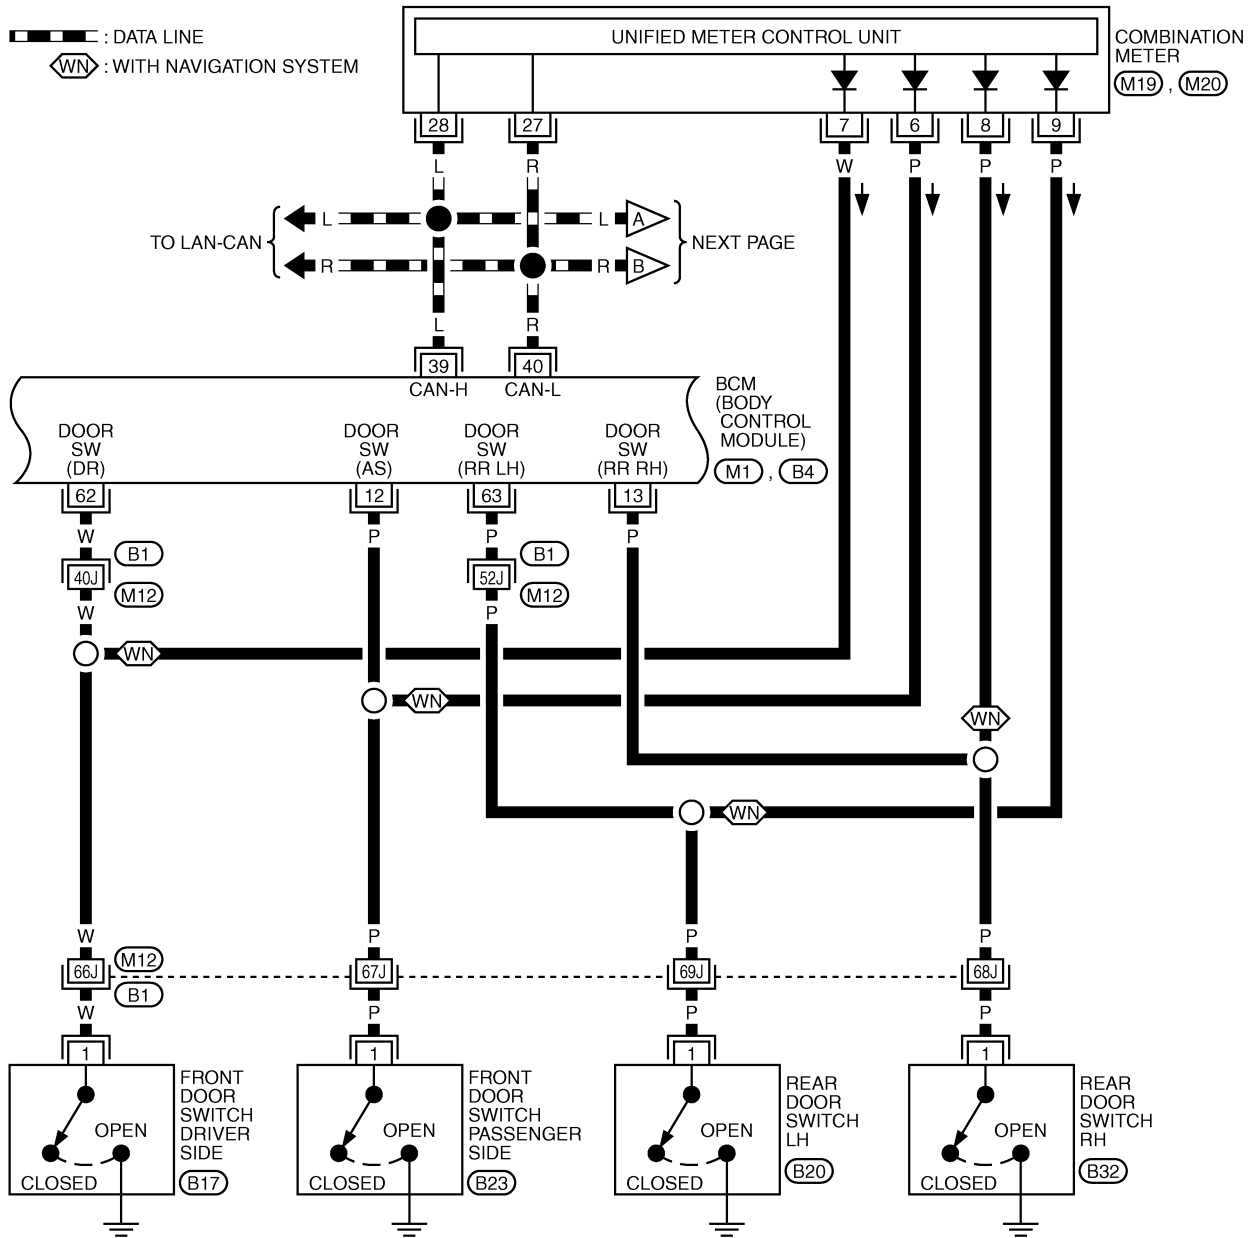 : DATA LINE
WN : WITH NAVIGATION SYSTEM
UNIFIED METER CONTROL UNIT
COMBINATION
METER
M19 , M20
28 27 7 6 8 9
L R W P P P
TO LAN-CAN
L L A
R R B
NEXT PAGE
L R
39 40
CAN-H CAN-L
BCM
(BODY
CONTROL
MODULE)
M1 , B4
DOOR
SW
(DR)
DOOR
SW
(AS)
DOOR
SW
(RR LH)
DOOR
SW
(RR RH)
62 12 63 13
W P P P
B1 B1
40J 52J
M12 M12
W P
WN
WN
WN
WN
W P P P
M12
66J 67J 69J 68J
B1
W P P P
1 1 1 1
FRONT
DOOR
SWITCH
DRIVER
SIDE
B17
OPEN
CLOSED
FRONT
DOOR
SWITCH
PASSENGER
SIDE
B23
OPEN
CLOSED
REAR
DOOR
SWITCH
LH
B20
OPEN
CLOSED
REAR
DOOR
SWITCH
RH
B32
OPEN
CLOSED